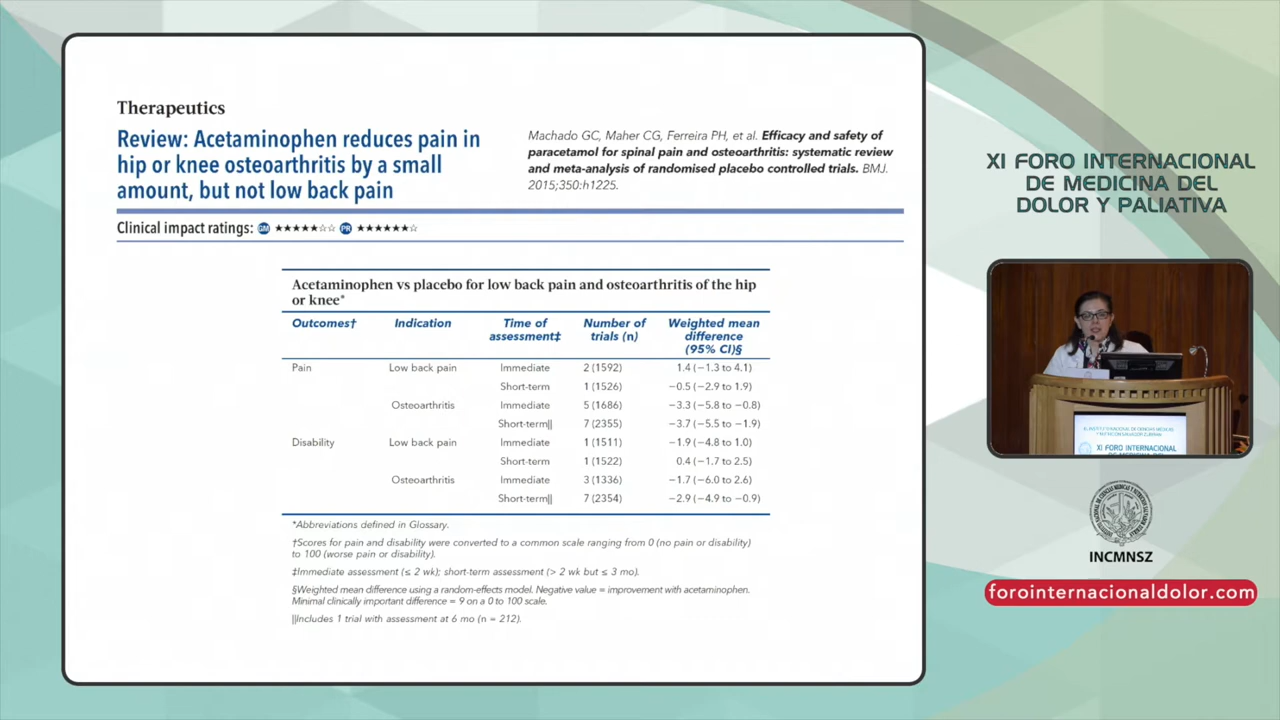 Therapeutics
Review: Acetaminophen reduces pain in
hip or knee osteoarthritis by a small
amount, but not low back pain
Machado GC, Maher CG, Ferreira PH, et al. Efficacy and safety of
paracetamol for spinal pain and osteoarthritis: systematic review
and meta-analysis of randomised placebo controlled trials. BMJ.
2015;350:h1225.
Clinical impact ratings: GM ★★★★★☆☆ PR ★★★★★★☆
Acetaminophen vs placebo for low back pain and osteoarthritis of the hip
or knee*
Outcomes† Indication Time of assessment‡ Number of trials (n) Weighted mean difference (95% CI)§
Pain Low back pain Immediate 2 (1592) 1.4 (−1.3 to 4.1)
Short-term 1 (1526) −0.5 (−2.9 to 1.9)
Osteoarthritis Immediate 5 (1686) −3.3 (−5.8 to −0.8)
Short-term|| 7 (2355) −3.7 (−5.5 to −1.9)
Disability Low back pain Immediate 1 (1511) −1.9 (−4.8 to 1.0)
Short-term 1 (1522) 0.4 (−1.7 to 2.5)
Osteoarthritis Immediate 3 (1336) −1.7 (−6.0 to 2.6)
Short-term|| 7 (2354) −2.9 (−4.9 to −0.9)
*Abbreviations defined in Glossary.
†Scores for pain and disability were converted to a common scale ranging from 0 (no pain or disability)
to 100 (worse pain or disability).
‡Immediate assessment (≤ 2 wk); short-term assessment (> 2 wk but ≤ 3 mo).
§Weighted mean difference using a random-effects model. Negative value = improvement with acetaminophen.
Minimal clinically important difference = 9 on a 0 to 100 scale.
||Includes 1 trial with assessment at 6 mo (n = 212).
XI FORO INTERNACIONAL
DE MEDICINA DEL
DOLOR Y PALIATIVA
XI FORO INTERNACIONAL
INCMNSZ
forointernacionaldolor.com